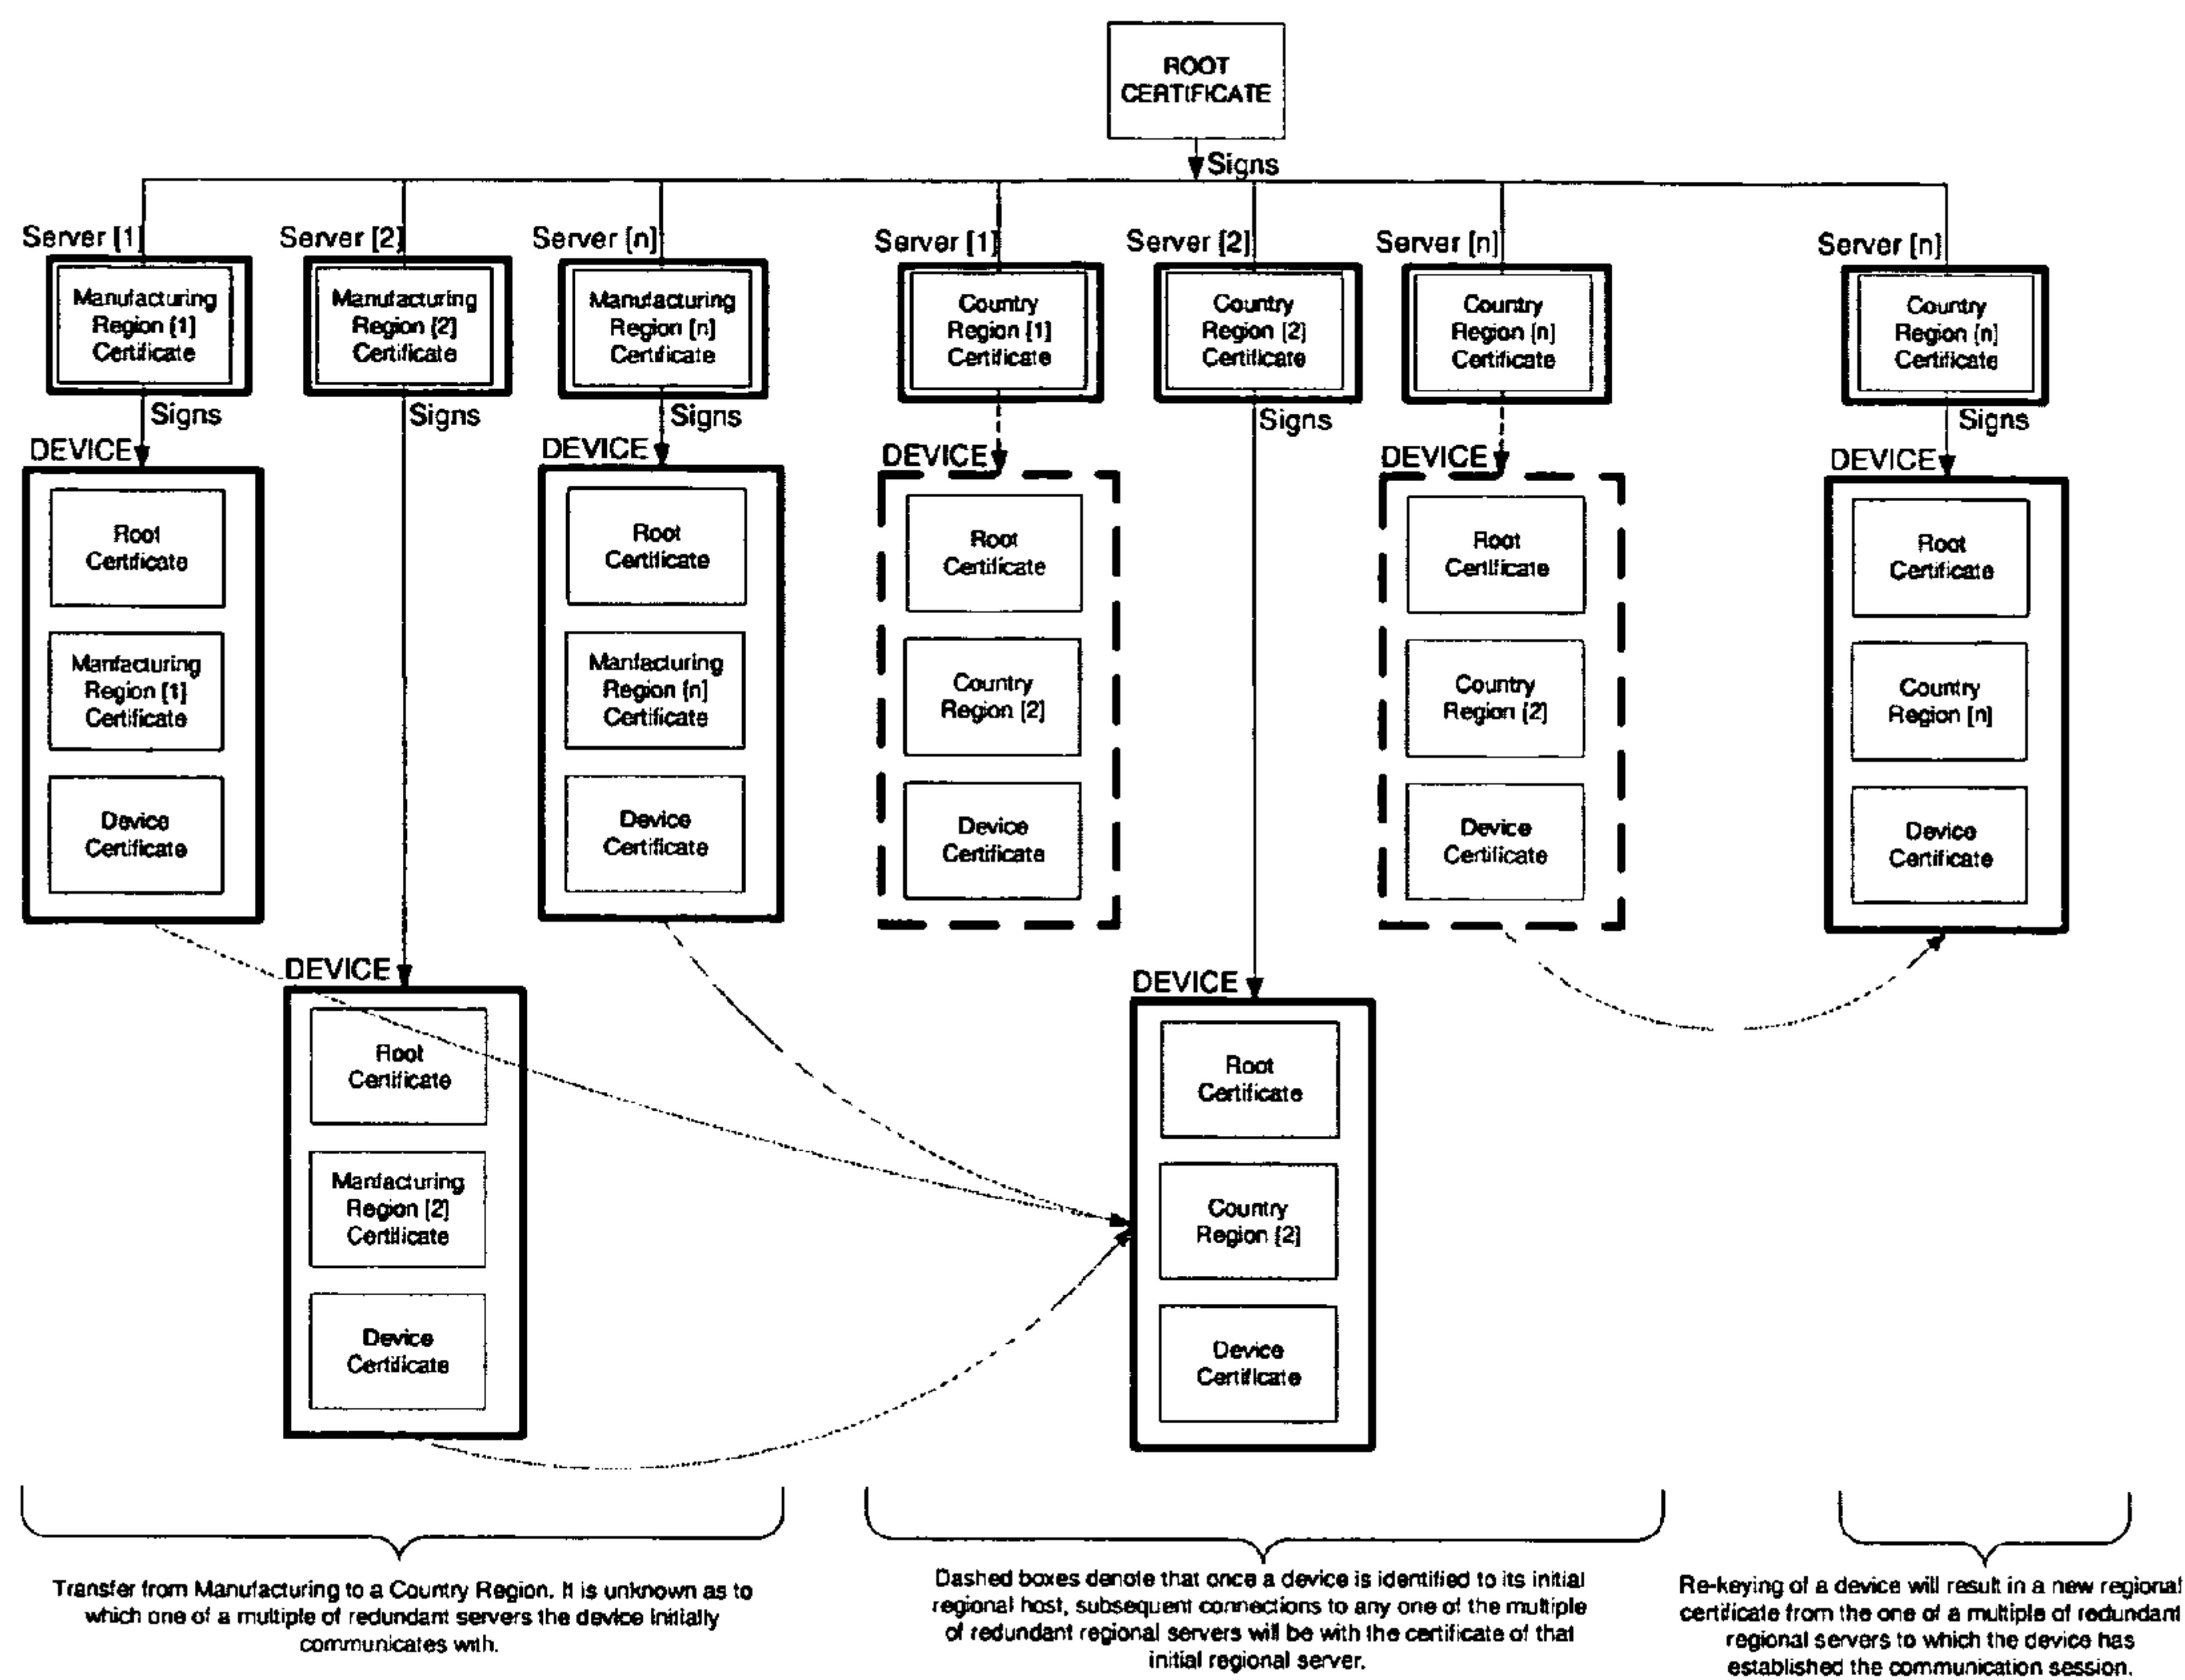 ROOT
CERTIFICATE
Signs
Server [1]
Server [2]
Server [n]
Server [1]
Server [2]
Server [n]
Server [n]
Manufacturing
Region [1]
Certificate
Manufacturing
Region [2]
Certificate
Manufacturing
Region [n]
Certificate
Country
Region [1]
Certificate
Country
Region [2]
Certificate
Country
Region [n]
Certificate
Country
Region [n]
Certificate
Signs
Signs
Signs
Signs
Signs
DEVICE
Root
Certificate
Manfacturing
Region [1]
Certificate
Device
Certificate
DEVICE
Root
Certificate
Manfacturing
Region [n]
Certificate
Device
Certificate
DEVICE
Root
Certificate
Country
Region [2]
Device
Certificate
DEVICE
Root
Certificate
Country
Region [2]
Device
Certificate
DEVICE
Root
Certificate
Country
Region [n]
Device
Certificate
DEVICE
Root
Certificate
Manfacturing
Region [2]
Certificate
Device
Certificate
DEVICE
Root
Certificate
Country
Region [2]
Device
Certificate
Transfer from Manufacturing to a Country Region. It is unknown as to
which one of a multiple of redundant servers the device initially
communicates with.
Dashed boxes denote that once a device is identified to its initial
regional host, subsequent connections to any one of the multiple
of redundant regional servers will be with the certificate of that
initial regional server.
Re-keying of a device will result in a new regional
certificate from the one of a multiple of redundant
regional servers to which the device has
established the communication session.